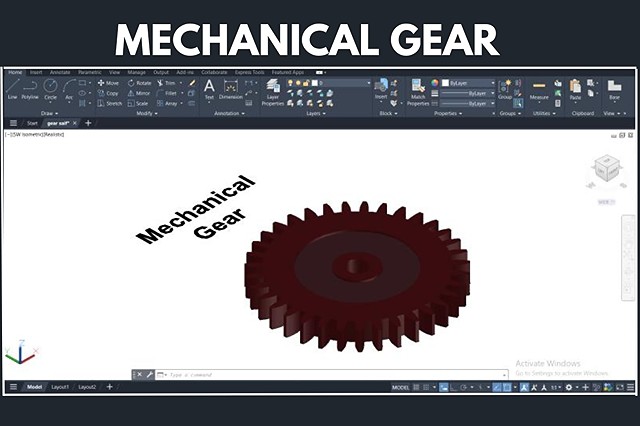 MECHANICAL GEAR
Home Insert Annotate Parametric View Manage Output Add-ins Collaborate Express Tools Featured Apps
Line Polyline Circle Arc Move Rotate Trim Text Dimension Layer Properties Insert Match Properties ByLayer Group Measure Paste Base
Copy Mirror Fillet ByLayer
Stretch Scale Array ByLayer
Draw Modify Annotation Layers Block Properties Groups Utilities Clipboard View
Start gear saif*
[-][SW Isometric][Realistic]
Mechanical
Gear
Activate Windows
Go to Settings to activate Windows.
Type a command
Model Layout1 Layout2 MODEL